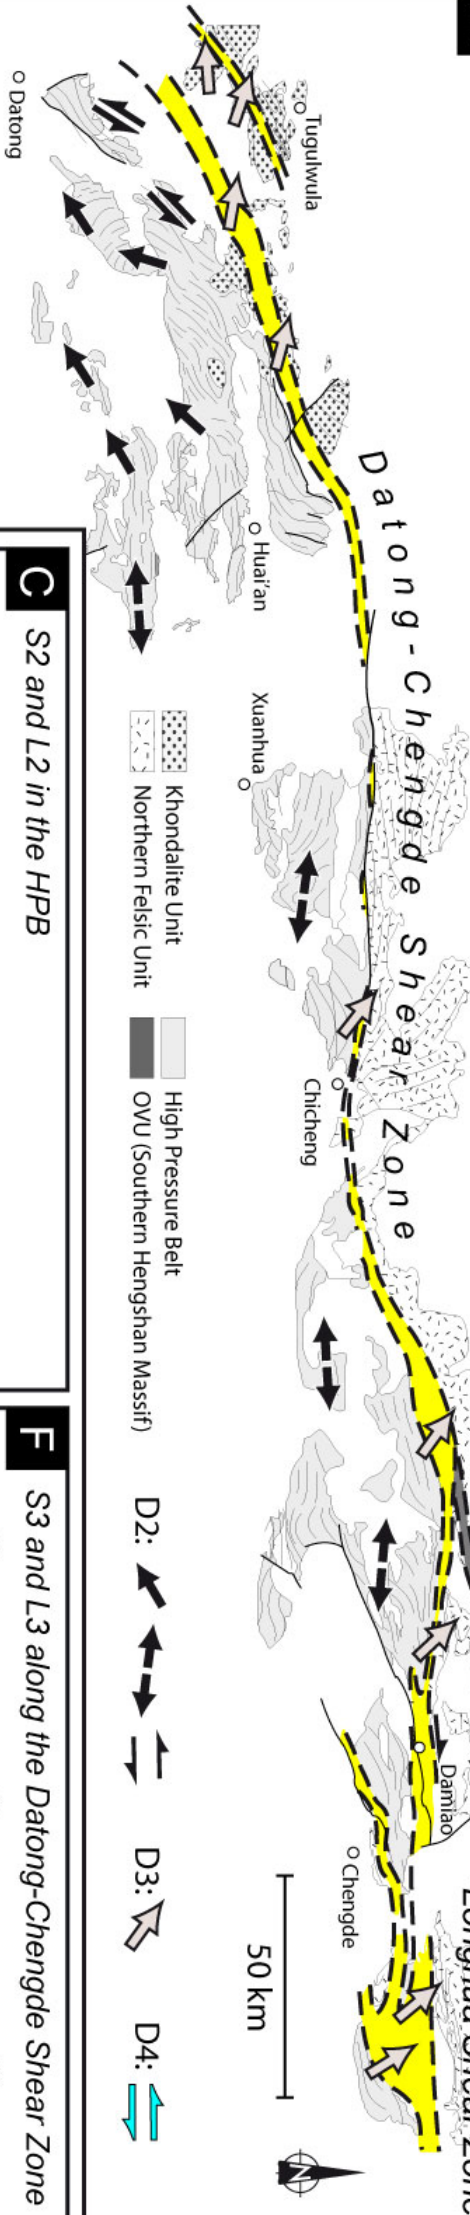 Datong-Chengde Shear Zone
Tugulwula
Datong
Huai'an
Xuanhua
Chicheng
Damiao
Chengde
Khondalite Unit
Northern Felsic Unit
High Pressure Belt
OVU (Southern Hengshan Massif)
D2:
D3:
D4:
50 km
N
C
S2 and L2 in the HPB
F
S3 and L3 along the Datong-Chengde Shear Zone